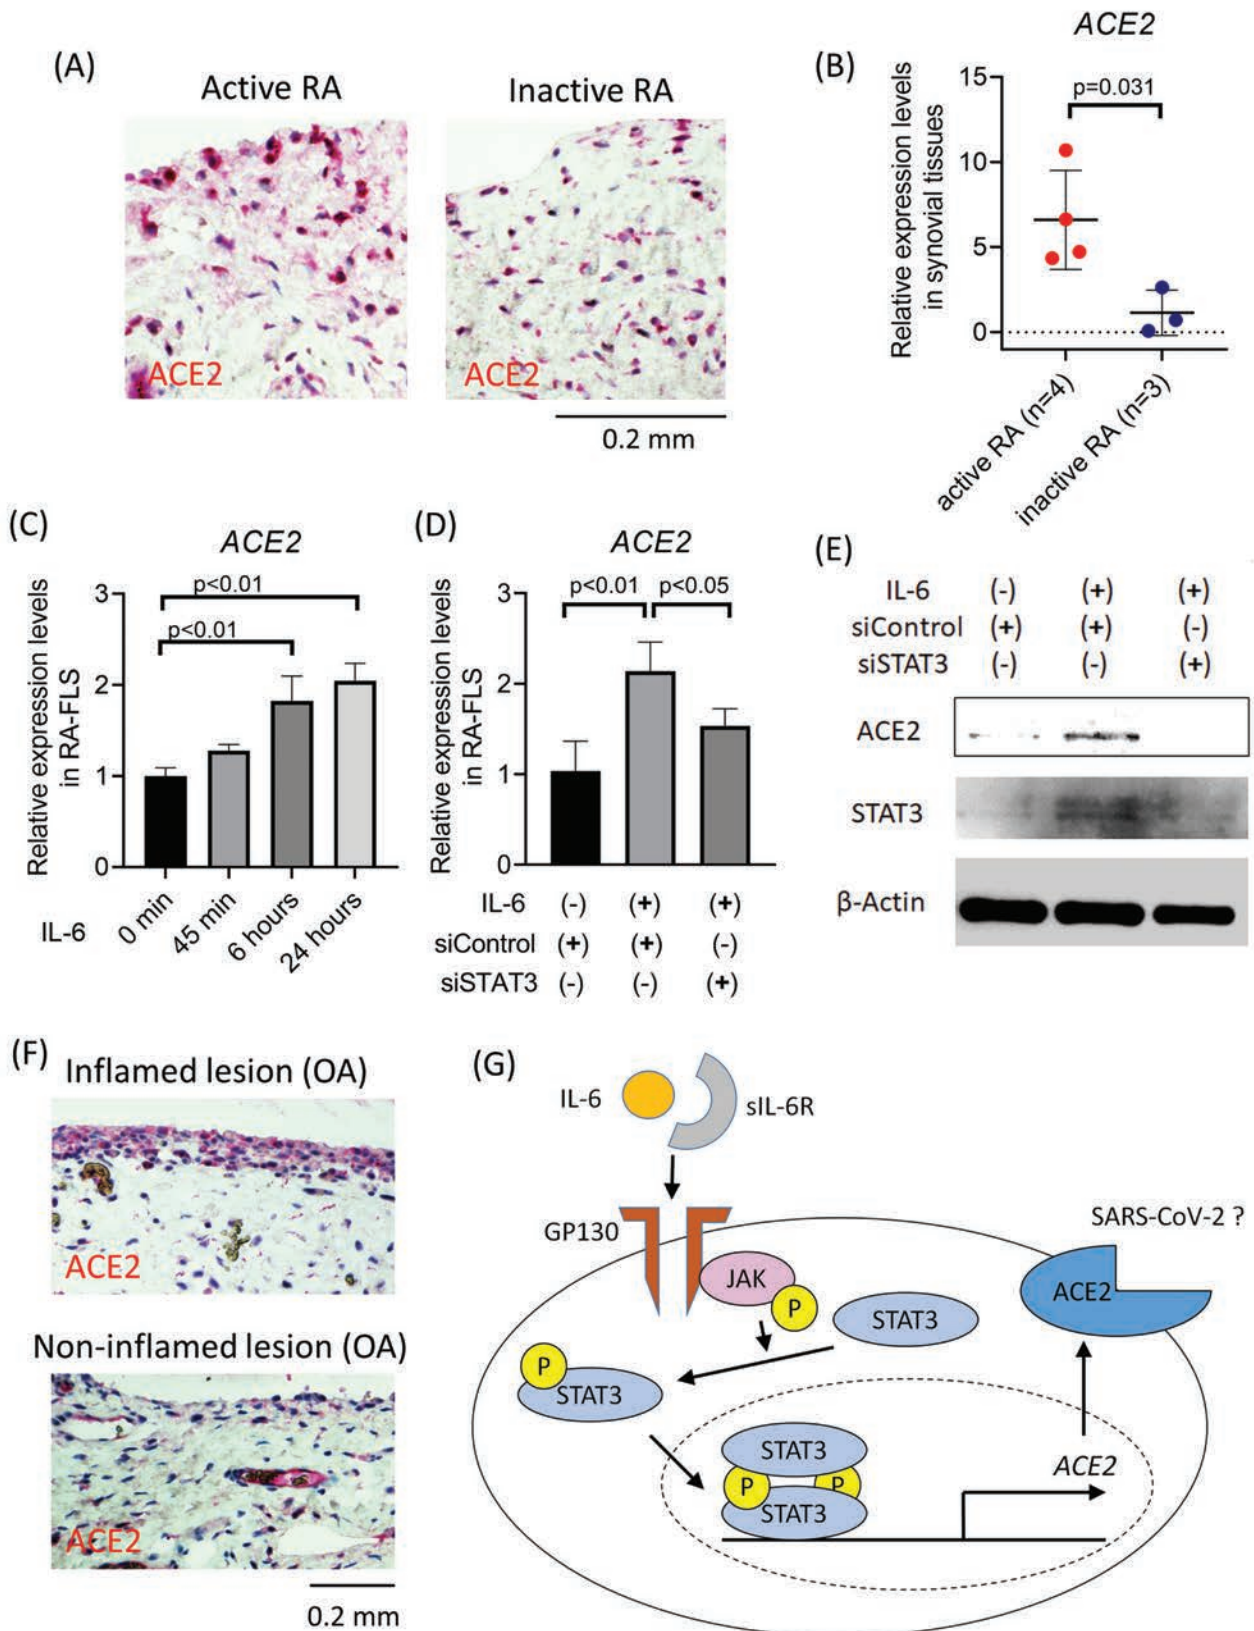 (A)
Active RA
Inactive RA
ACE2
ACE2
0.2 mm
(B)
ACE2
Relative expression levels
in synovial tissues
15
10
5
0
p=0.031
active RA (n=4)
inactive RA (n=3)
(C)
ACE2
Relative expression levels
in RA-FLS
3
2
1
0
p<0.01
p<0.01
IL-6
0 min
45 min
6 hours
24 hours
(D)
ACE2
Relative expression levels
in RA-FLS
3
2
1
0
p<0.01
p<0.05
IL-6 (-) (+) (+)
siControl (+) (+) (-)
siSTAT3 (-) (-) (+)
(E)
IL-6 (-) (+) (+)
siControl (+) (+) (-)
siSTAT3 (-) (-) (+)
ACE2
STAT3
β-Actin
(F)
Inflamed lesion (OA)
ACE2
Non-inflamed lesion (OA)
ACE2
0.2 mm
(G)
IL-6
sIL-6R
GP130
JAK
P
STAT3
SARS-CoV-2 ?
ACE2
P
STAT3
STAT3
P
P
STAT3
ACE2